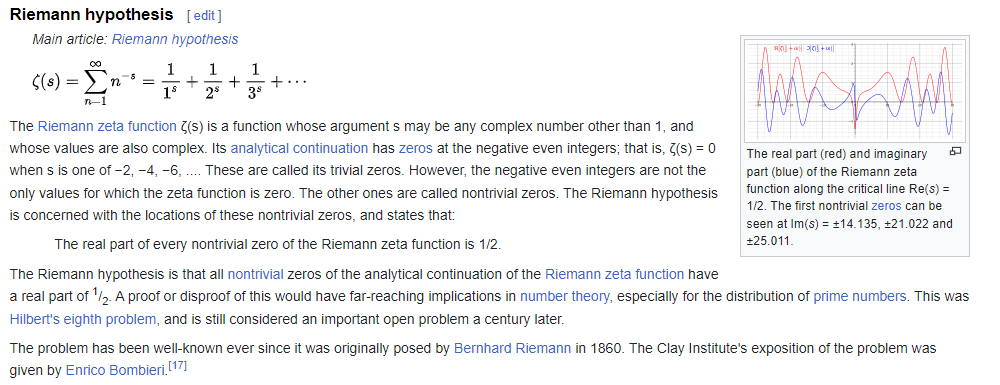 Riemann hypothesis [ edit ]
Main article: Riemann hypothesis
ζ(s) = ∑_{n=1}^{∞} n^{-s} = 1/1^s + 1/2^s + 1/3^s + ···
The Riemann zeta function ζ(s) is a function whose argument s may be any complex number other than 1, and
whose values are also complex. Its analytical continuation has zeros at the negative even integers; that is, ζ(s) = 0
when s is one of −2, −4, −6, .... These are called its trivial zeros. However, the negative even integers are not the
only values for which the zeta function is zero. The other ones are called nontrivial zeros. The Riemann hypothesis
is concerned with the locations of these nontrivial zeros, and states that:
The real part of every nontrivial zero of the Riemann zeta function is 1/2.
The Riemann hypothesis is that all nontrivial zeros of the analytical continuation of the Riemann zeta function have
a real part of 1/2. A proof or disproof of this would have far-reaching implications in number theory, especially for the distribution of prime numbers. This was
Hilbert's eighth problem, and is still considered an important open problem a century later.
The problem has been well-known ever since it was originally posed by Bernhard Riemann in 1860. The Clay Institute's exposition of the problem was
given by Enrico Bombieri.[17]
The real part (red) and imaginary
part (blue) of the Riemann zeta
function along the critical line Re(s) =
1/2. The first nontrivial zeros can be
seen at Im(s) = ±14.135, ±21.022 and
±25.011.